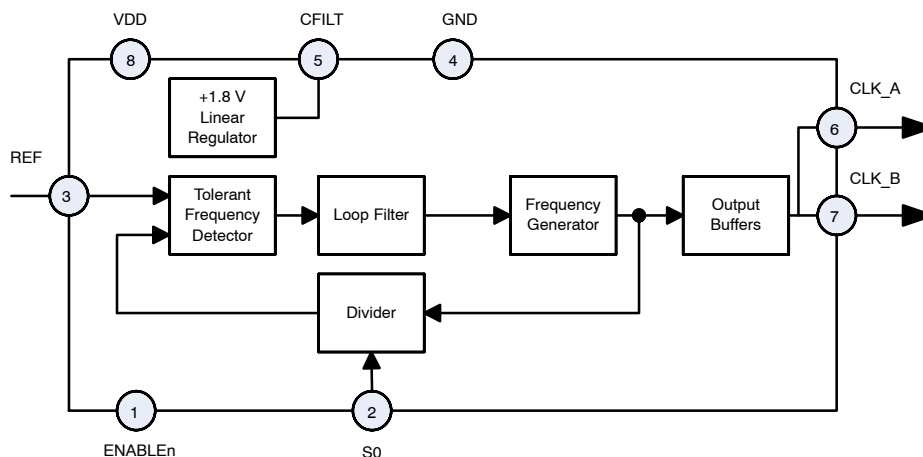 VDD
CFILT
GND
8
5
4
+1.8 V
Linear
Regulator
CLK_A
6
REF
3
Tolerant
Frequency
Detector
Loop Filter
Frequency
Generator
Output
Buffers
CLK_B
7
Divider
1
2
ENABLEn
S0